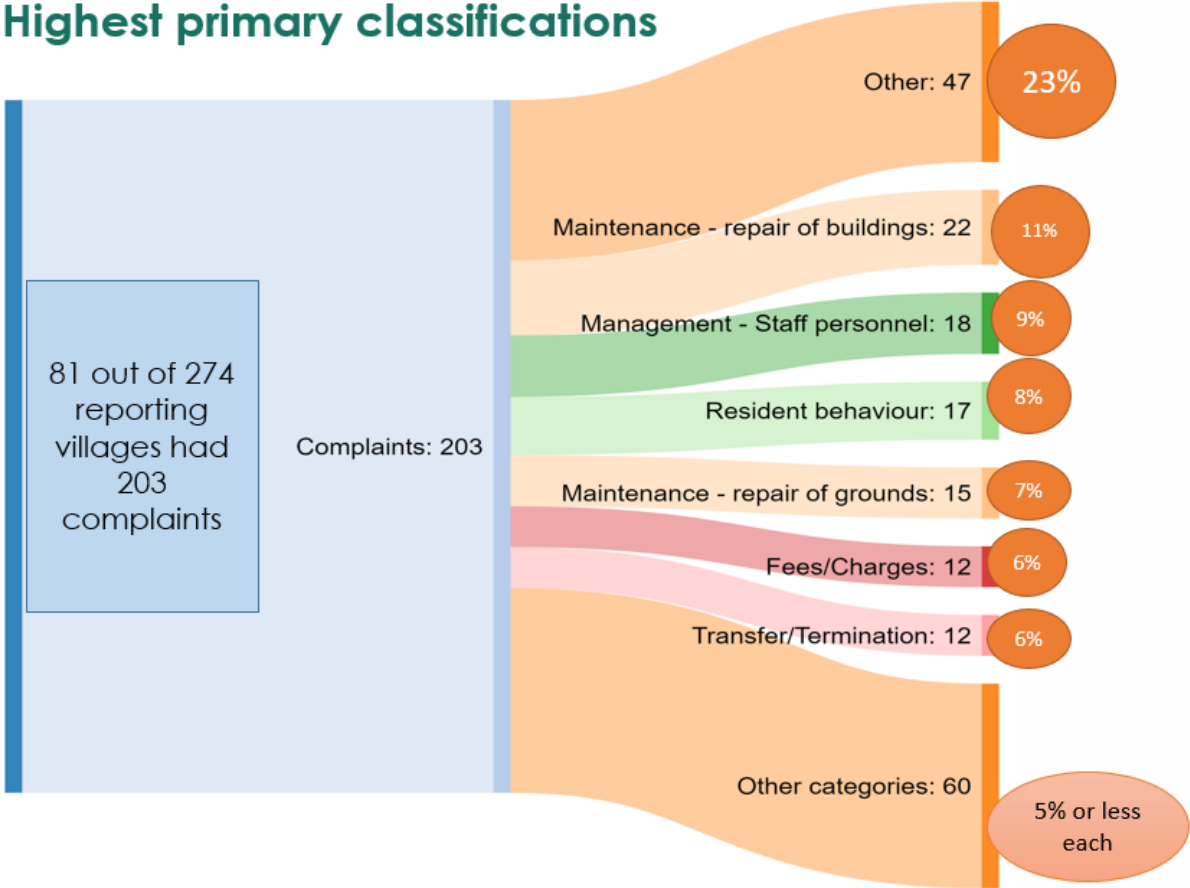 Highest primary classifications
Other: 47
23%
Maintenance - repair of buildings: 22
11%
Management - Staff personnel: 18
9%
81 out of 274
reporting
villages had
203
complaints
Complaints: 203
Resident behaviour: 17
8%
Maintenance - repair of grounds: 15
7%
Fees/Charges: 12
6%
Transfer/Termination: 12
6%
Other categories: 60
5% or less
each